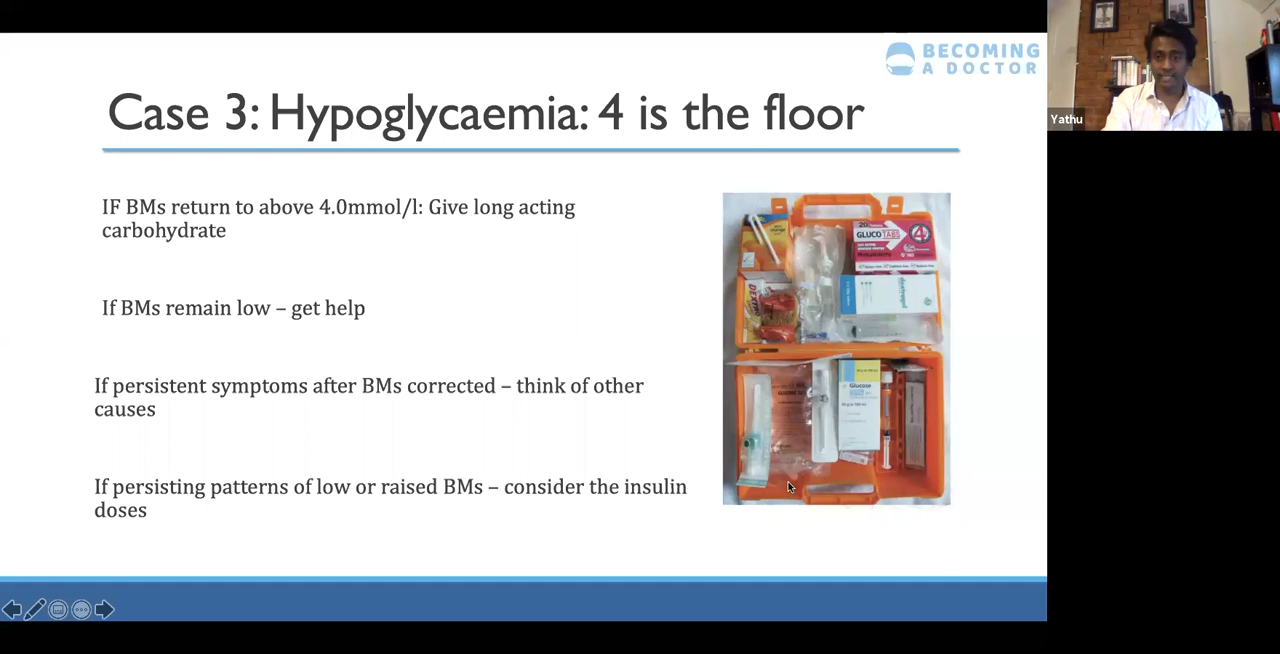 BECOMING
A DOCTOR
Case 3: Hypoglycaemia: 4 is the floor
Yathu
IF BMs return to above 4.0mmol/l: Give long acting
carbohydrate
If BMs remain low – get help
If persistent symptoms after BMs corrected – think of other
causes
If persisting patterns of low or raised BMs – consider the insulin
doses
GLUCOTABS
Glucose